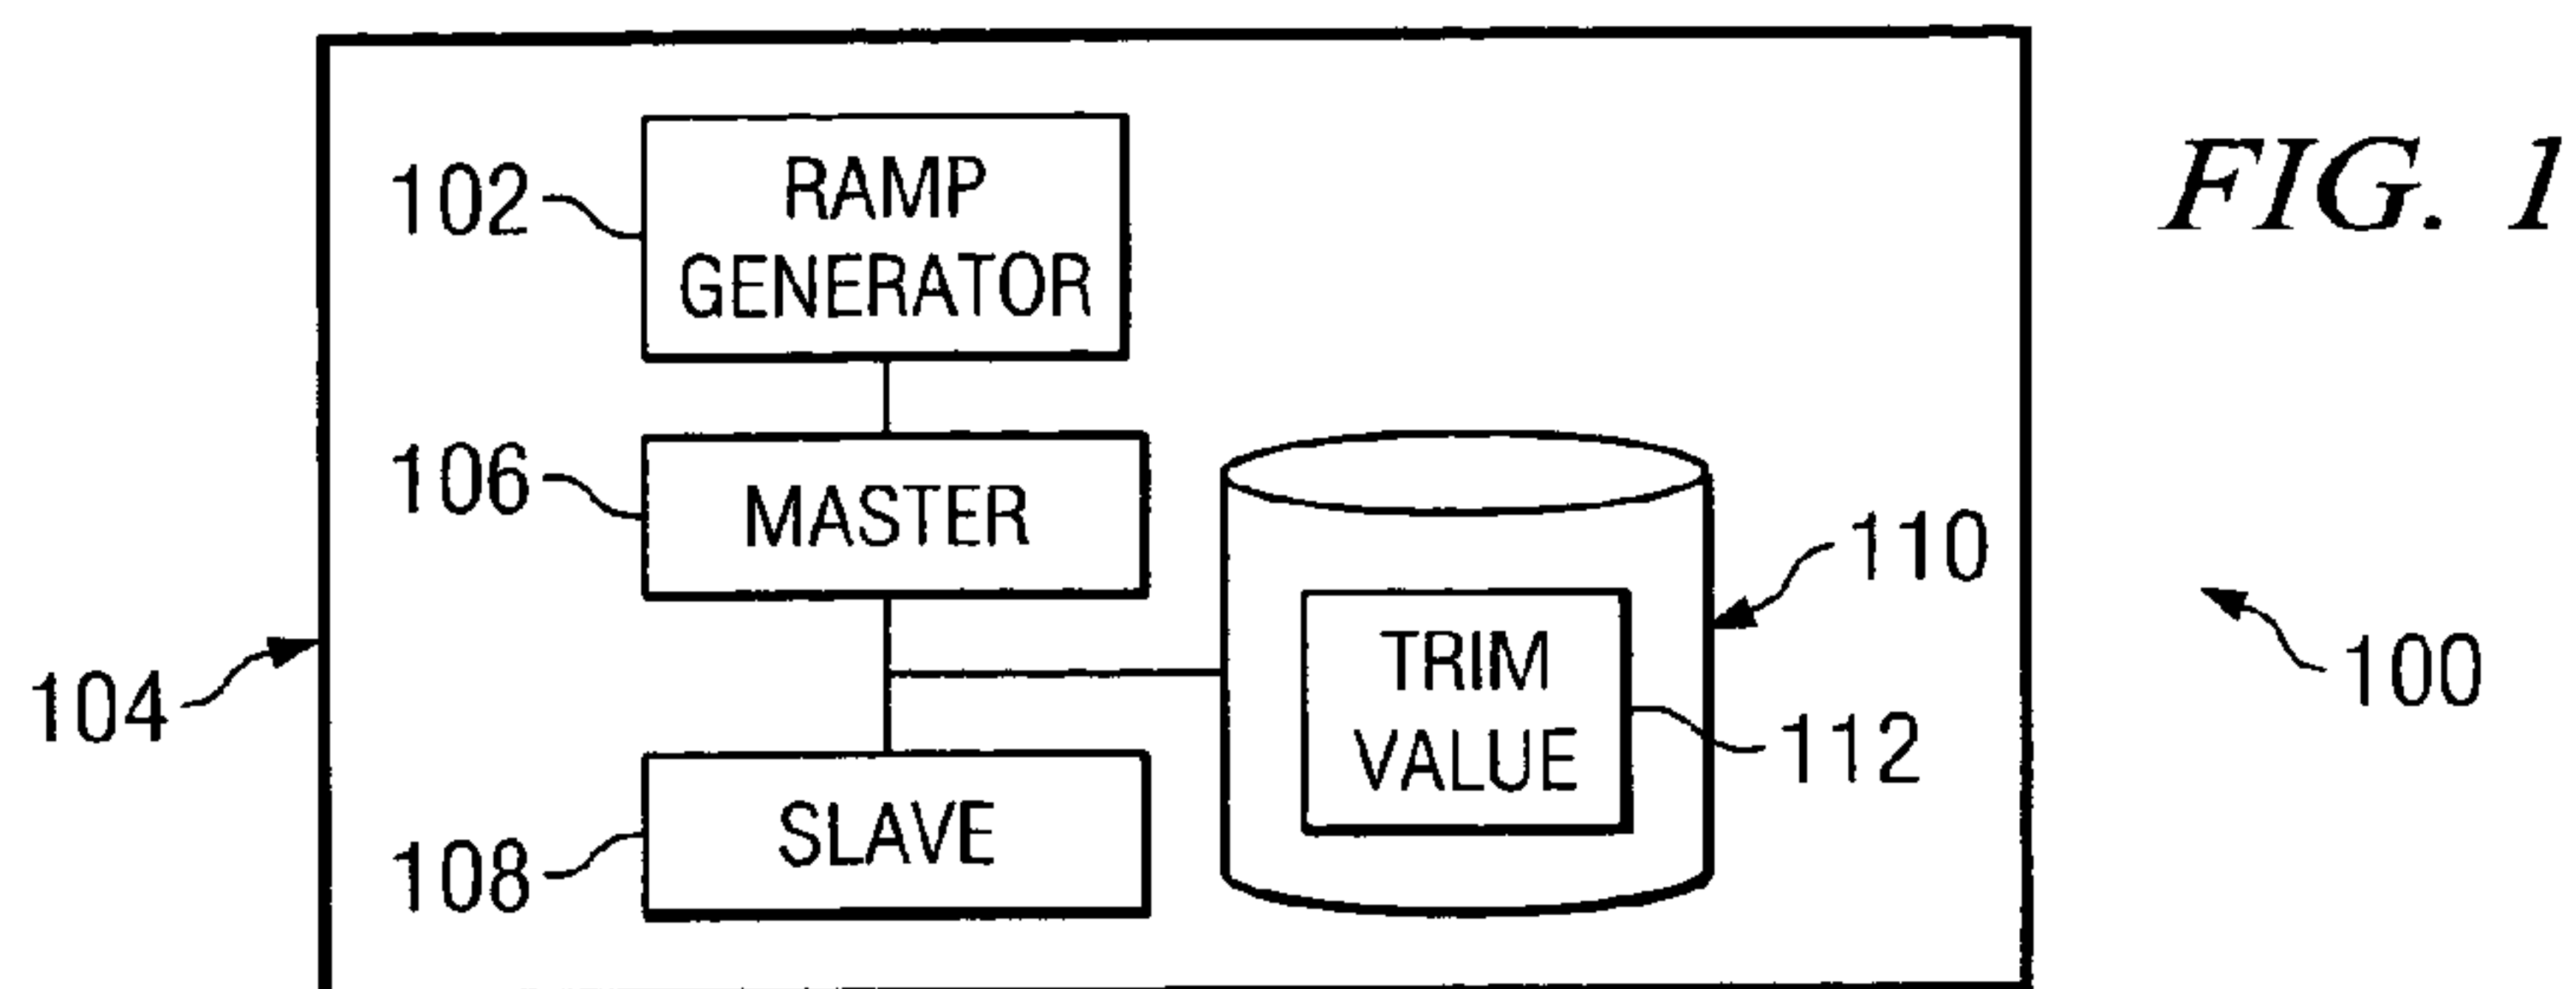 FIG. 1
102
RAMP
GENERATOR
106
MASTER
110
104
TRIM
VALUE
100
112
108
SLAVE